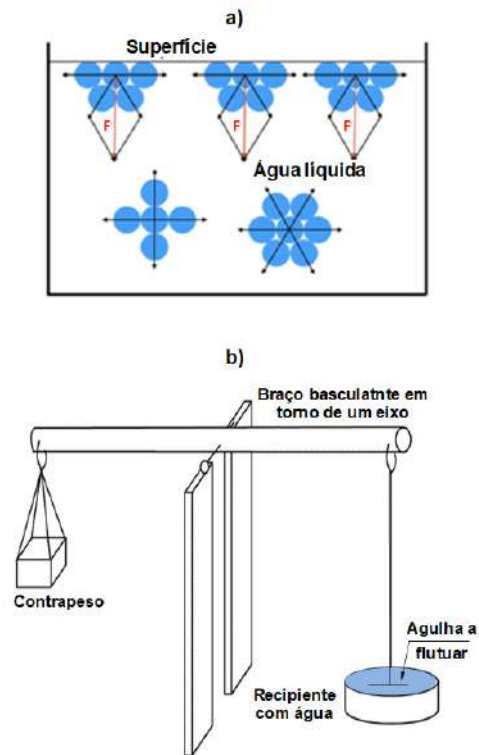 a)
Superfície
F
F
F
Água líquida
b)
Braço basculatnte em
torno de um eixo
Contrapeso
Agulha a
flutuar
Recipiente
com água